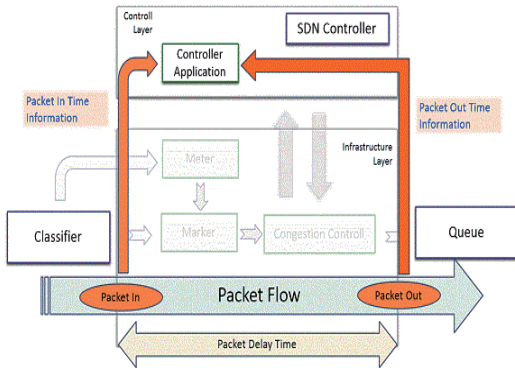 Controll
Layer
SDN Controller
Controller
Application
Packet In Time
Information
Packet Out Time
Information
Infrastructure
Layer
Meter
Classifier
Marker
Congestion Controll
Queue
Packet In
Packet Flow
Packet Out
Packet Delay Time